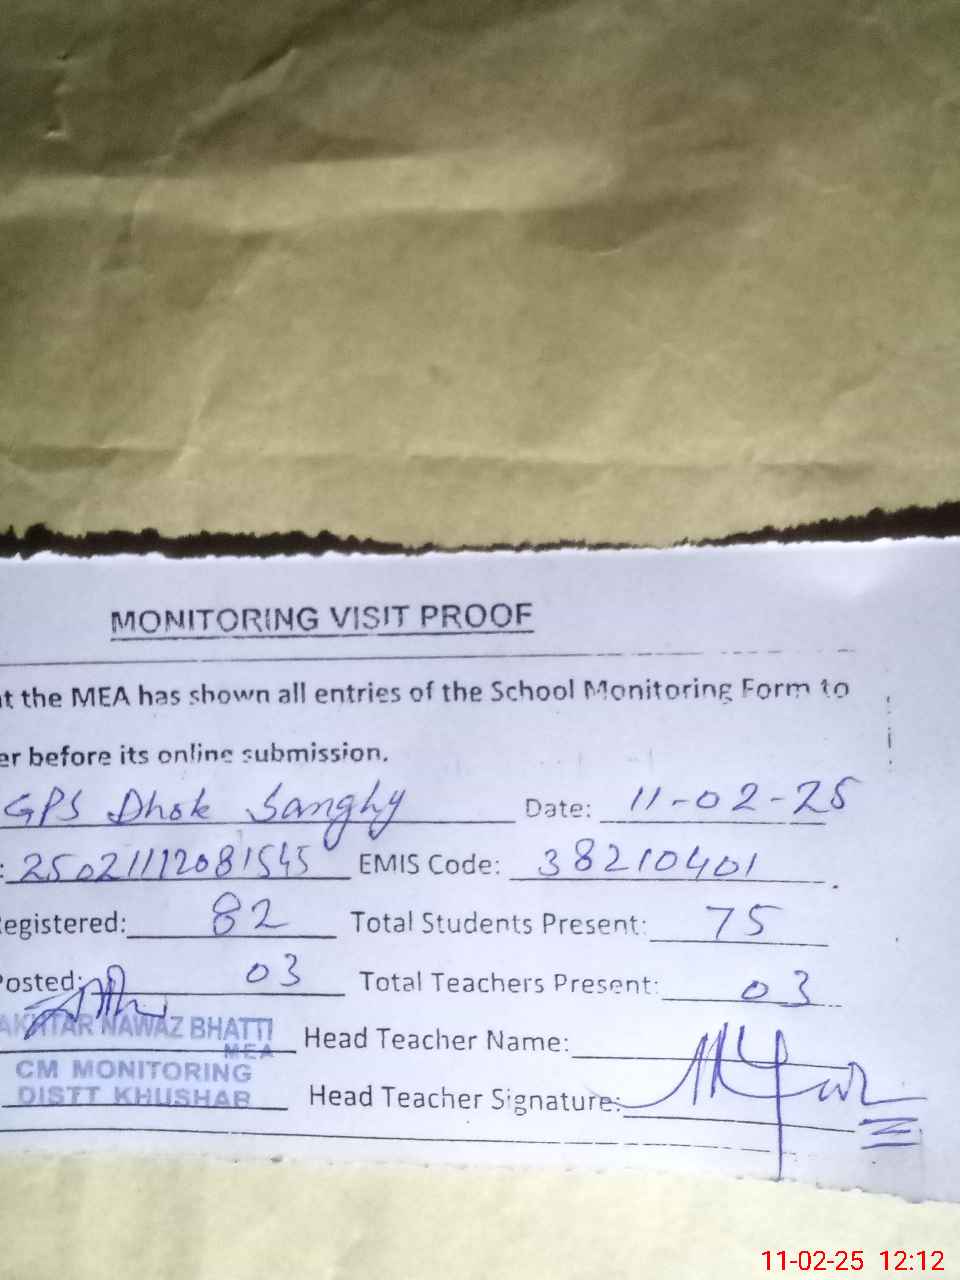 MONITORING VISIT PROOF
the MEA has shown all entries of the School Monitoring Form to
before its online submission.
GPS Dhok Sanghy Date: 11-02-25
: 25021112081545 EMIS Code: 38210401
egistered: 82 Total Students Present: 75
Posted: 03 Total Teachers Present: 03
AKHTAR NAWAZ BHATTI Head Teacher Name:
MEA
CM MONITORING
DISTT KHUSHAB Head Teacher Signature:
11-02-25 12:12